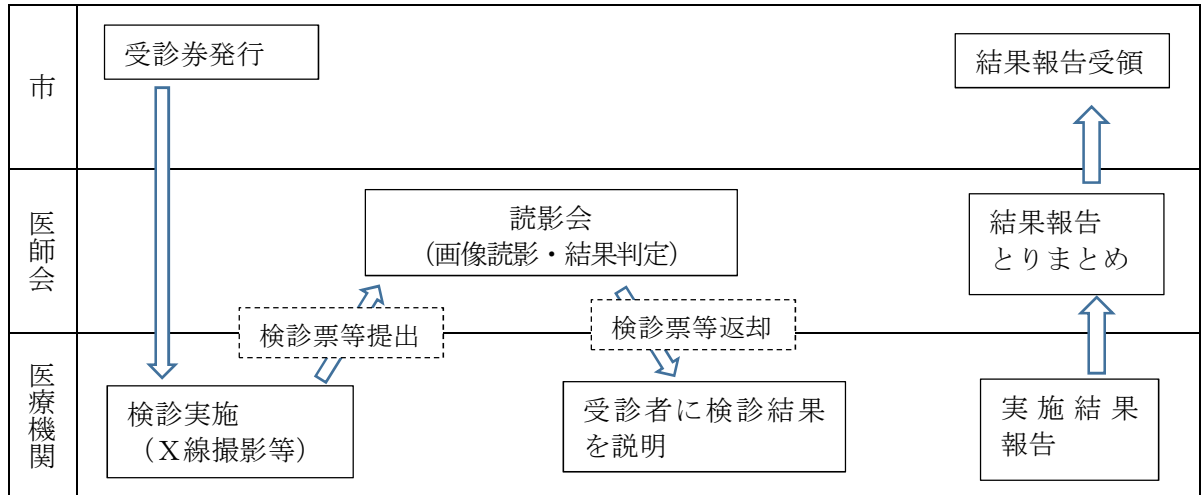 市
受診券発行
結果報告受領
医師会
読影会
(画像読影・結果判定)
結果報告
とりまとめ
検診票等提出
検診票等返却
医療機関
検診実施
(X線撮影等)
受診者に検診結果
を説明
実施結果
報告